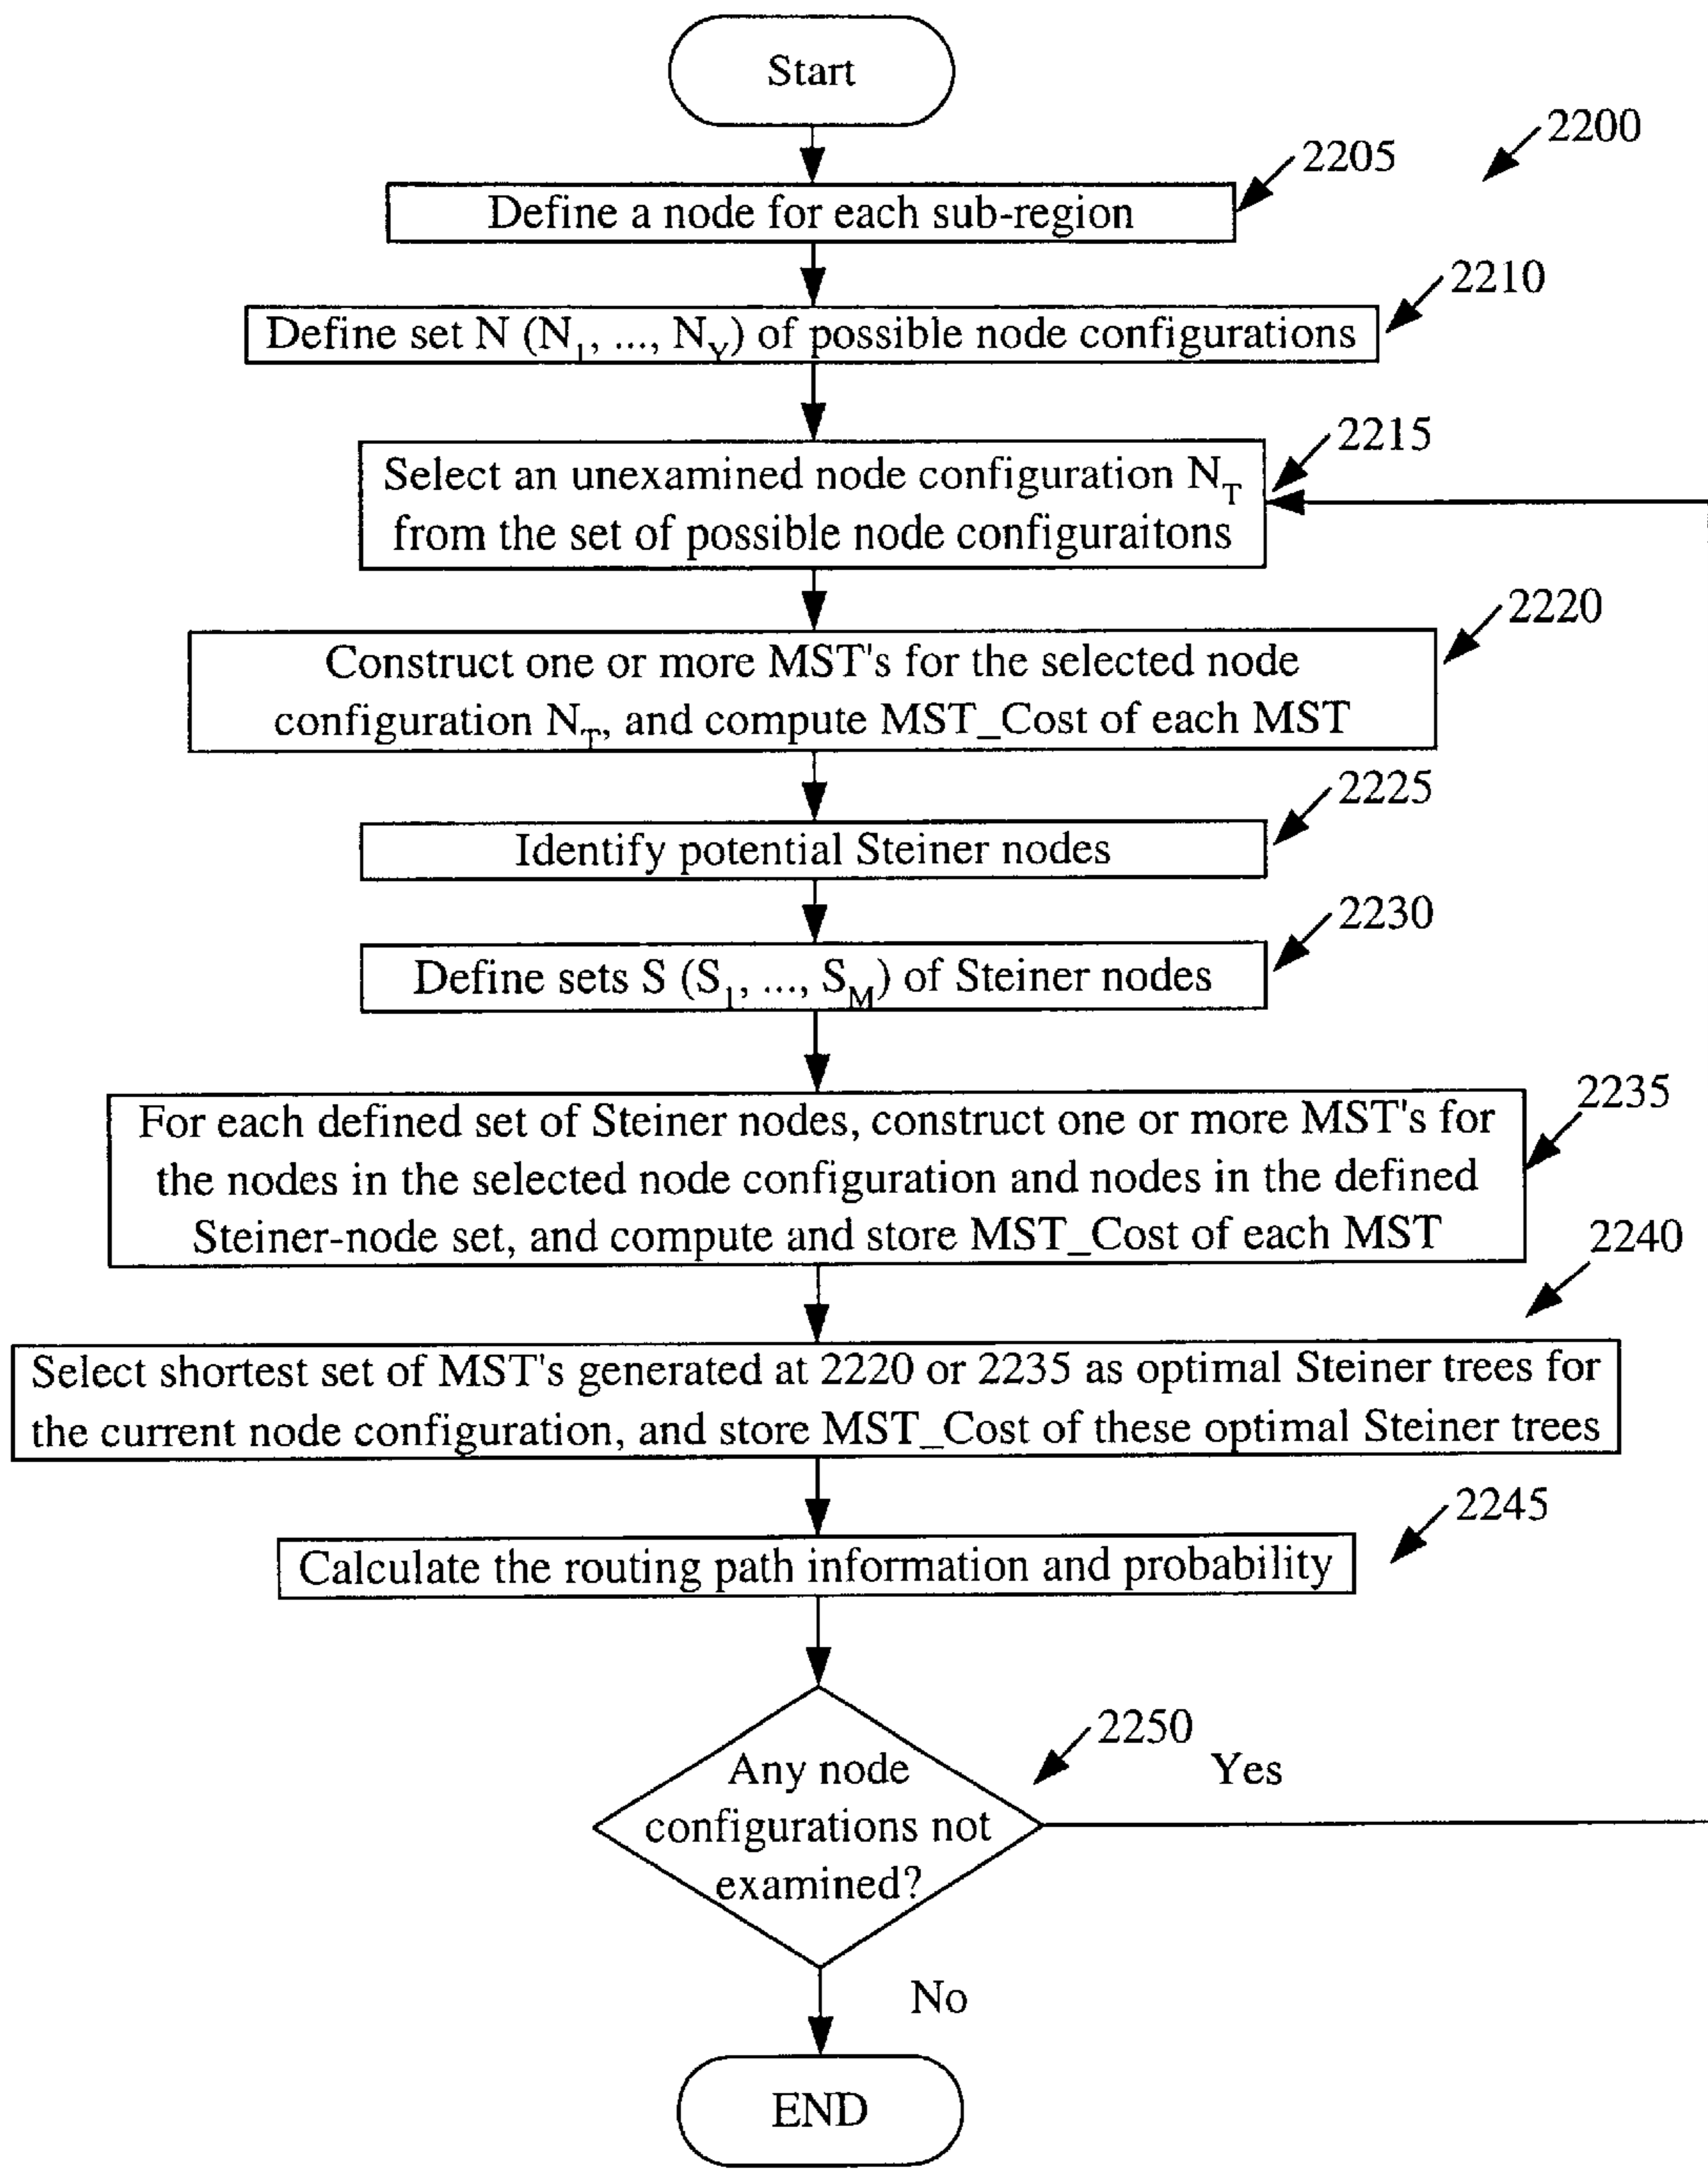 Start
2200
2205
Define a node for each sub-region
2210
Define set N (N1, ..., NY) of possible node configurations
2215
Select an unexamined node configuration NT
from the set of possible node configuraitons
2220
Construct one or more MST's for the selected node
configuration NT, and compute MST_Cost of each MST
2225
Identify potential Steiner nodes
2230
Define sets S (S1, ..., SM) of Steiner nodes
2235
For each defined set of Steiner nodes, construct one or more MST's for
the nodes in the selected node configuration and nodes in the defined
Steiner-node set, and compute and store MST_Cost of each MST
2240
Select shortest set of MST's generated at 2220 or 2235 as optimal Steiner trees for
the current node configuration, and store MST_Cost of these optimal Steiner trees
2245
Calculate the routing path information and probability
2250
Yes
Any node
configurations not
examined?
No
END